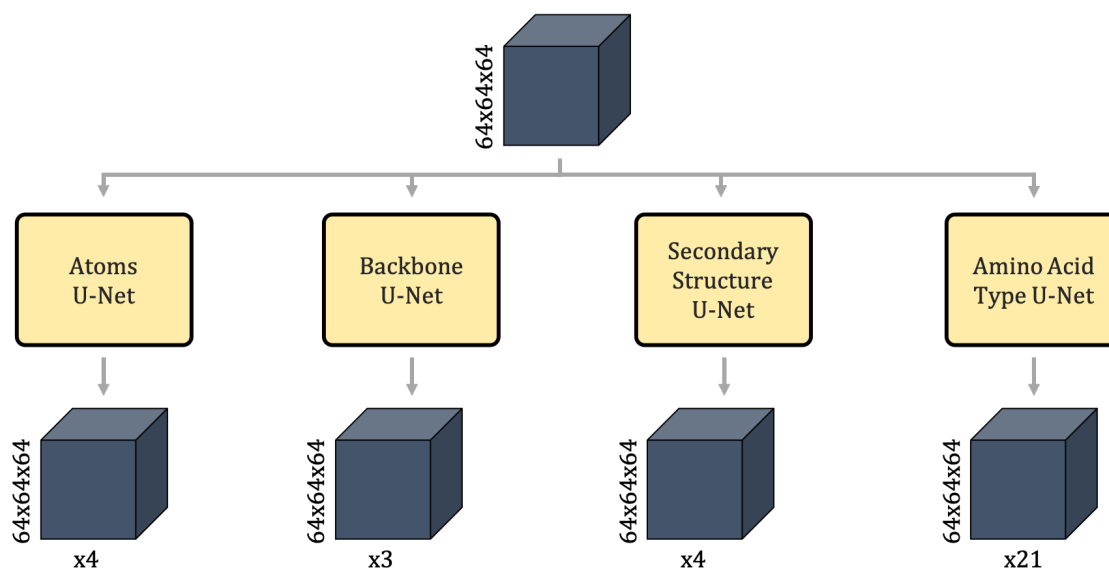 64x64x64
Atoms
U-Net
Backbone
U-Net
Secondary
Structure
U-Net
Amino Acid
Type U-Net
64x64x64
64x64x64
64x64x64
64x64x64
x4
x3
x4
x21